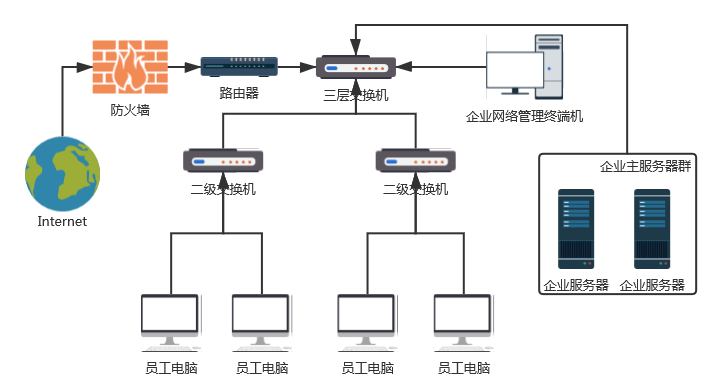 防火墙
路由器
三层交换机
企业网络管理终端机
企业主服务器群
二级交换机
二级交换机
Internet
企业服务器
企业服务器
员工电脑
员工电脑
员工电脑
员工电脑